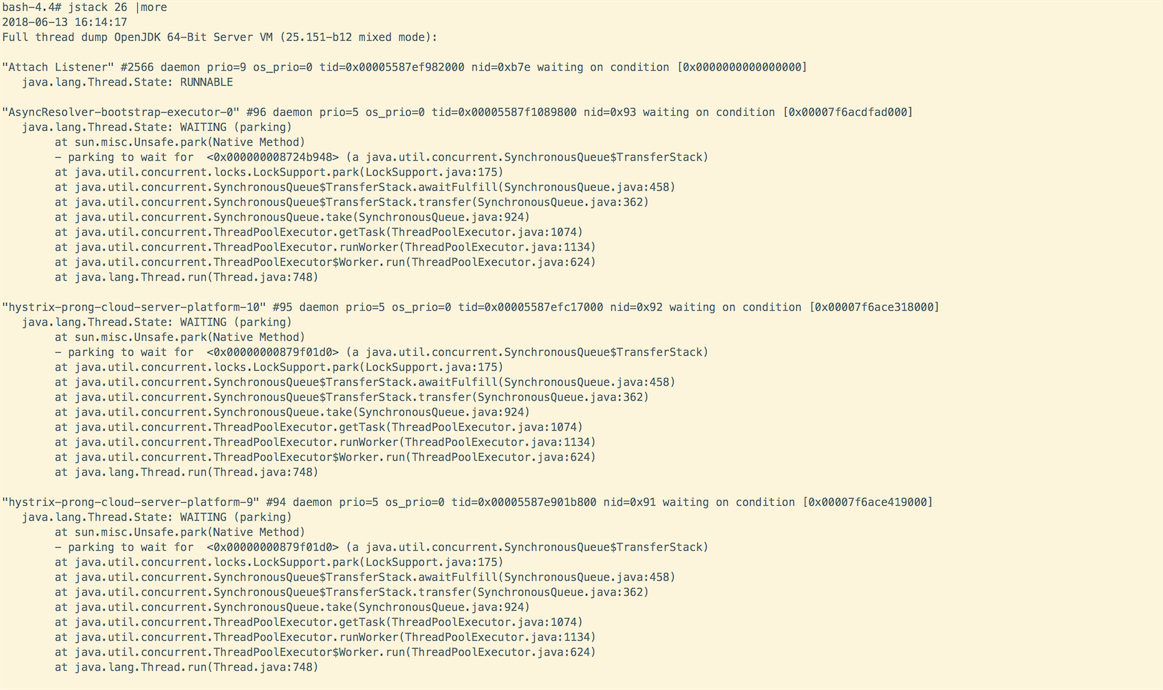 bash-4.4# jstack 26 |more
2018-06-13 16:14:17
Full thread dump OpenJDK 64-Bit Server VM (25.151-b12 mixed mode):
"Attach Listener" #2566 daemon prio=9 os_prio=0 tid=0x00005587ef982000 nid=0xb7e waiting on condition [0x0000000000000000]
java.lang.Thread.State: RUNNABLE
"AsyncResolver-bootstrap-executor-0" #96 daemon prio=5 os_prio=0 tid=0x00005587f1089800 nid=0x93 waiting on condition [0x00007f6acdfad000]
java.lang.Thread.State: WAITING (parking)
at sun.misc.Unsafe.park(Native Method)
- parking to wait for  <0x000000008724b948> (a java.util.concurrent.SynchronousQueue$TransferStack)
at java.util.concurrent.locks.LockSupport.park(LockSupport.java:175)
at java.util.concurrent.SynchronousQueue$TransferStack.awaitFulfill(SynchronousQueue.java:458)
at java.util.concurrent.SynchronousQueue$TransferStack.transfer(SynchronousQueue.java:362)
at java.util.concurrent.SynchronousQueue.take(SynchronousQueue.java:924)
at java.util.concurrent.ThreadPoolExecutor.getTask(ThreadPoolExecutor.java:1074)
at java.util.concurrent.ThreadPoolExecutor.runWorker(ThreadPoolExecutor.java:1134)
at java.util.concurrent.ThreadPoolExecutor$Worker.run(ThreadPoolExecutor.java:624)
at java.lang.Thread.run(Thread.java:748)
"hystrix-prong-cloud-server-platform-10" #95 daemon prio=5 os_prio=0 tid=0x00005587efc17000 nid=0x92 waiting on condition [0x00007f6ace318000]
java.lang.Thread.State: WAITING (parking)
at sun.misc.Unsafe.park(Native Method)
- parking to wait for  <0x00000000879f01d0> (a java.util.concurrent.SynchronousQueue$TransferStack)
at java.util.concurrent.locks.LockSupport.park(LockSupport.java:175)
at java.util.concurrent.SynchronousQueue$TransferStack.awaitFulfill(SynchronousQueue.java:458)
at java.util.concurrent.SynchronousQueue$TransferStack.transfer(SynchronousQueue.java:362)
at java.util.concurrent.SynchronousQueue.take(SynchronousQueue.java:924)
at java.util.concurrent.ThreadPoolExecutor.getTask(ThreadPoolExecutor.java:1074)
at java.util.concurrent.ThreadPoolExecutor.runWorker(ThreadPoolExecutor.java:1134)
at java.util.concurrent.ThreadPoolExecutor$Worker.run(ThreadPoolExecutor.java:624)
at java.lang.Thread.run(Thread.java:748)
"hystrix-prong-cloud-server-platform-9" #94 daemon prio=5 os_prio=0 tid=0x00005587e901b800 nid=0x91 waiting on condition [0x00007f6ace419000]
java.lang.Thread.State: WAITING (parking)
at sun.misc.Unsafe.park(Native Method)
- parking to wait for  <0x00000000879f01d0> (a java.util.concurrent.SynchronousQueue$TransferStack)
at java.util.concurrent.locks.LockSupport.park(LockSupport.java:175)
at java.util.concurrent.SynchronousQueue$TransferStack.awaitFulfill(SynchronousQueue.java:458)
at java.util.concurrent.SynchronousQueue$TransferStack.transfer(SynchronousQueue.java:362)
at java.util.concurrent.SynchronousQueue.take(SynchronousQueue.java:924)
at java.util.concurrent.ThreadPoolExecutor.getTask(ThreadPoolExecutor.java:1074)
at java.util.concurrent.ThreadPoolExecutor.runWorker(ThreadPoolExecutor.java:1134)
at java.util.concurrent.ThreadPoolExecutor$Worker.run(ThreadPoolExecutor.java:624)
at java.lang.Thread.run(Thread.java:748)